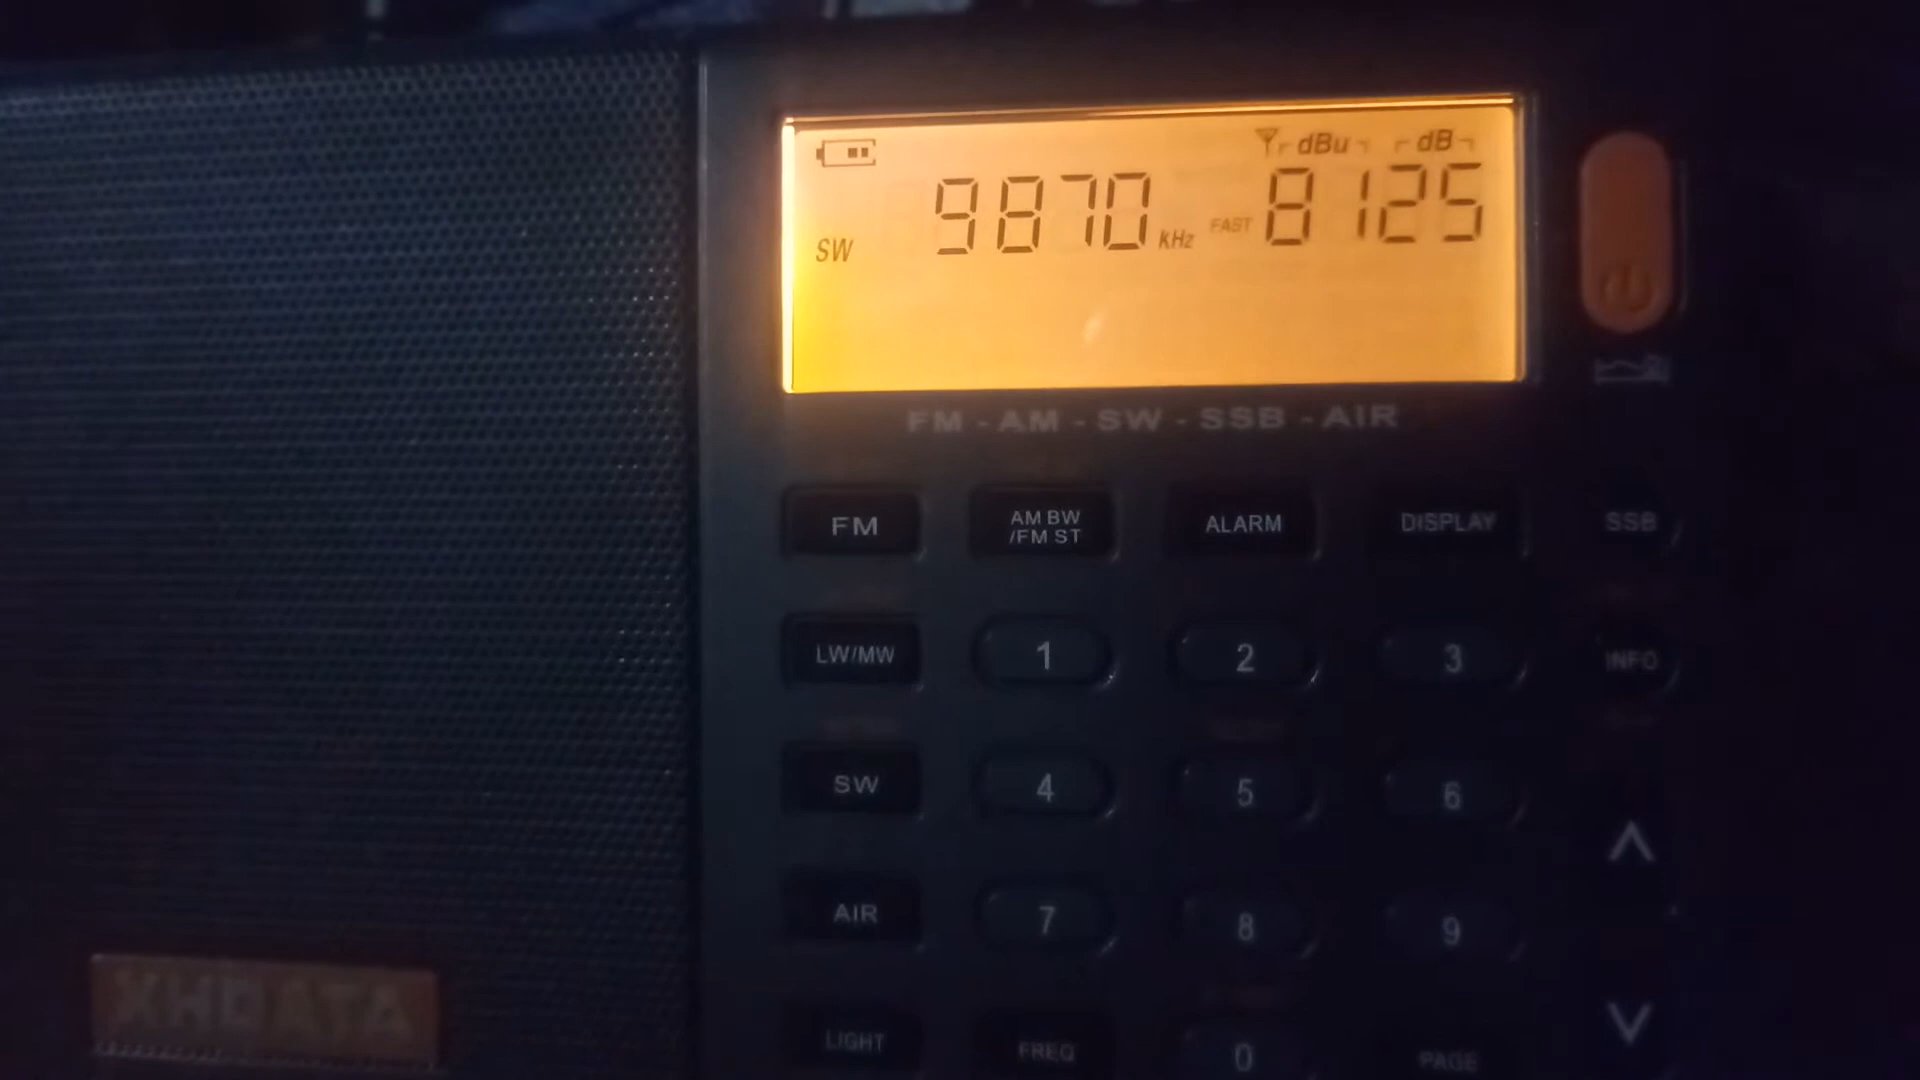 dBu dB
SW 9870 kHz FAST 8125
FM - AM - SW - SSB - AIR
FM AM BW /FM ST ALARM DISPLAY SSB
LW/MW 1 2 3 INFO
SW 4 5 6
AIR 7 8 9
XHDATA
LIGHT FREQ 0 PAGE